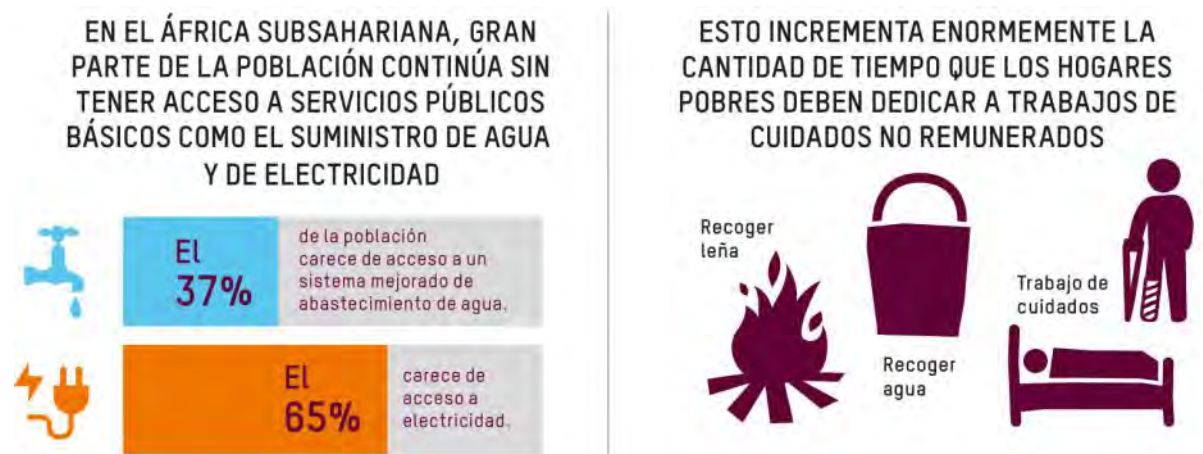 EN EL ÁFRICA SUBSAHARIANA, GRAN
PARTE DE LA POBLACIÓN CONTINÚA SIN
TENER ACCESO A SERVICIOS PÚBLICOS
BÁSICOS COMO EL SUMINISTRO DE AGUA
Y DE ELECTRICIDAD
El
37%
de la población
carece de acceso a un
sistema mejorado de
abastecimiento de agua.
El
65%
carece de
acceso a
electricidad.
ESTO INCREMENTA ENORMEMENTE LA
CANTIDAD DE TIEMPO QUE LOS HOGARES
POBRES DEBEN DEDICAR A TRABAJOS DE
CUIDADOS NO REMUNERADOS
Recoger
leña
Recoger
agua
Trabajo de
cuidados